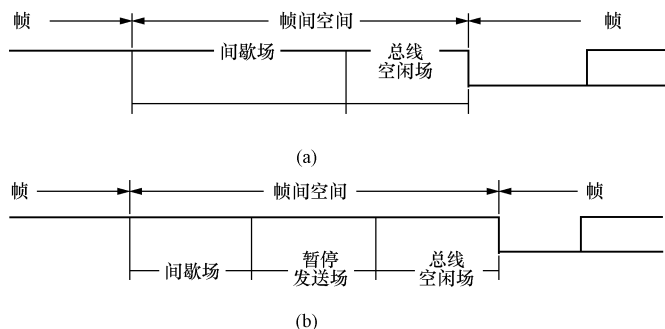 帧 帧间空间 帧
间歇场 总线
空闲场
(a)
帧 帧间空间 帧
间歇场 暂停
发送场 总线
空闲场
(b)